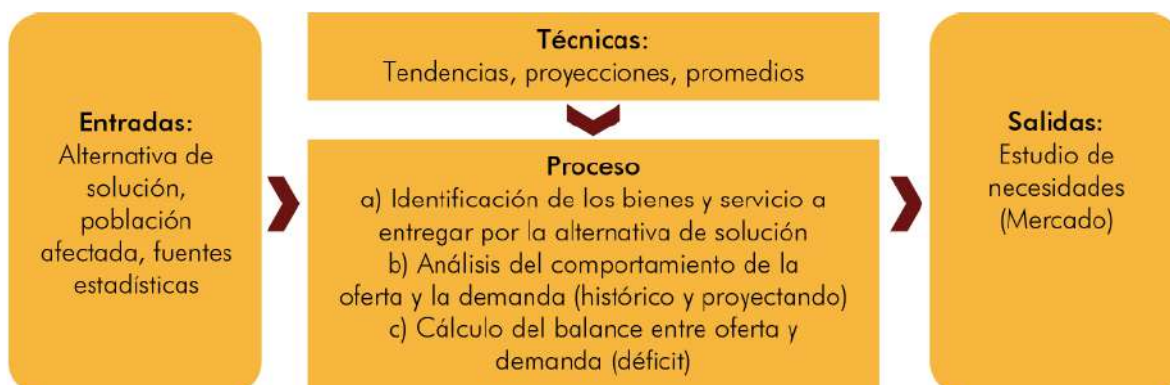 Entradas:
Alternativa de
solución,
población
afectada, fuentes
estadísticas
Técnicas:
Tendencias, proyecciones, promedios
Proceso
a) Identificación de los bienes y servicio a
entregar por la alternativa de solución
b) Análisis del comportamiento de la
oferta y la demanda (histórico y proyectando)
c) Cálculo del balance entre oferta y
demanda (déficit)
Salidas:
Estudio de
necesidades
(Mercado)